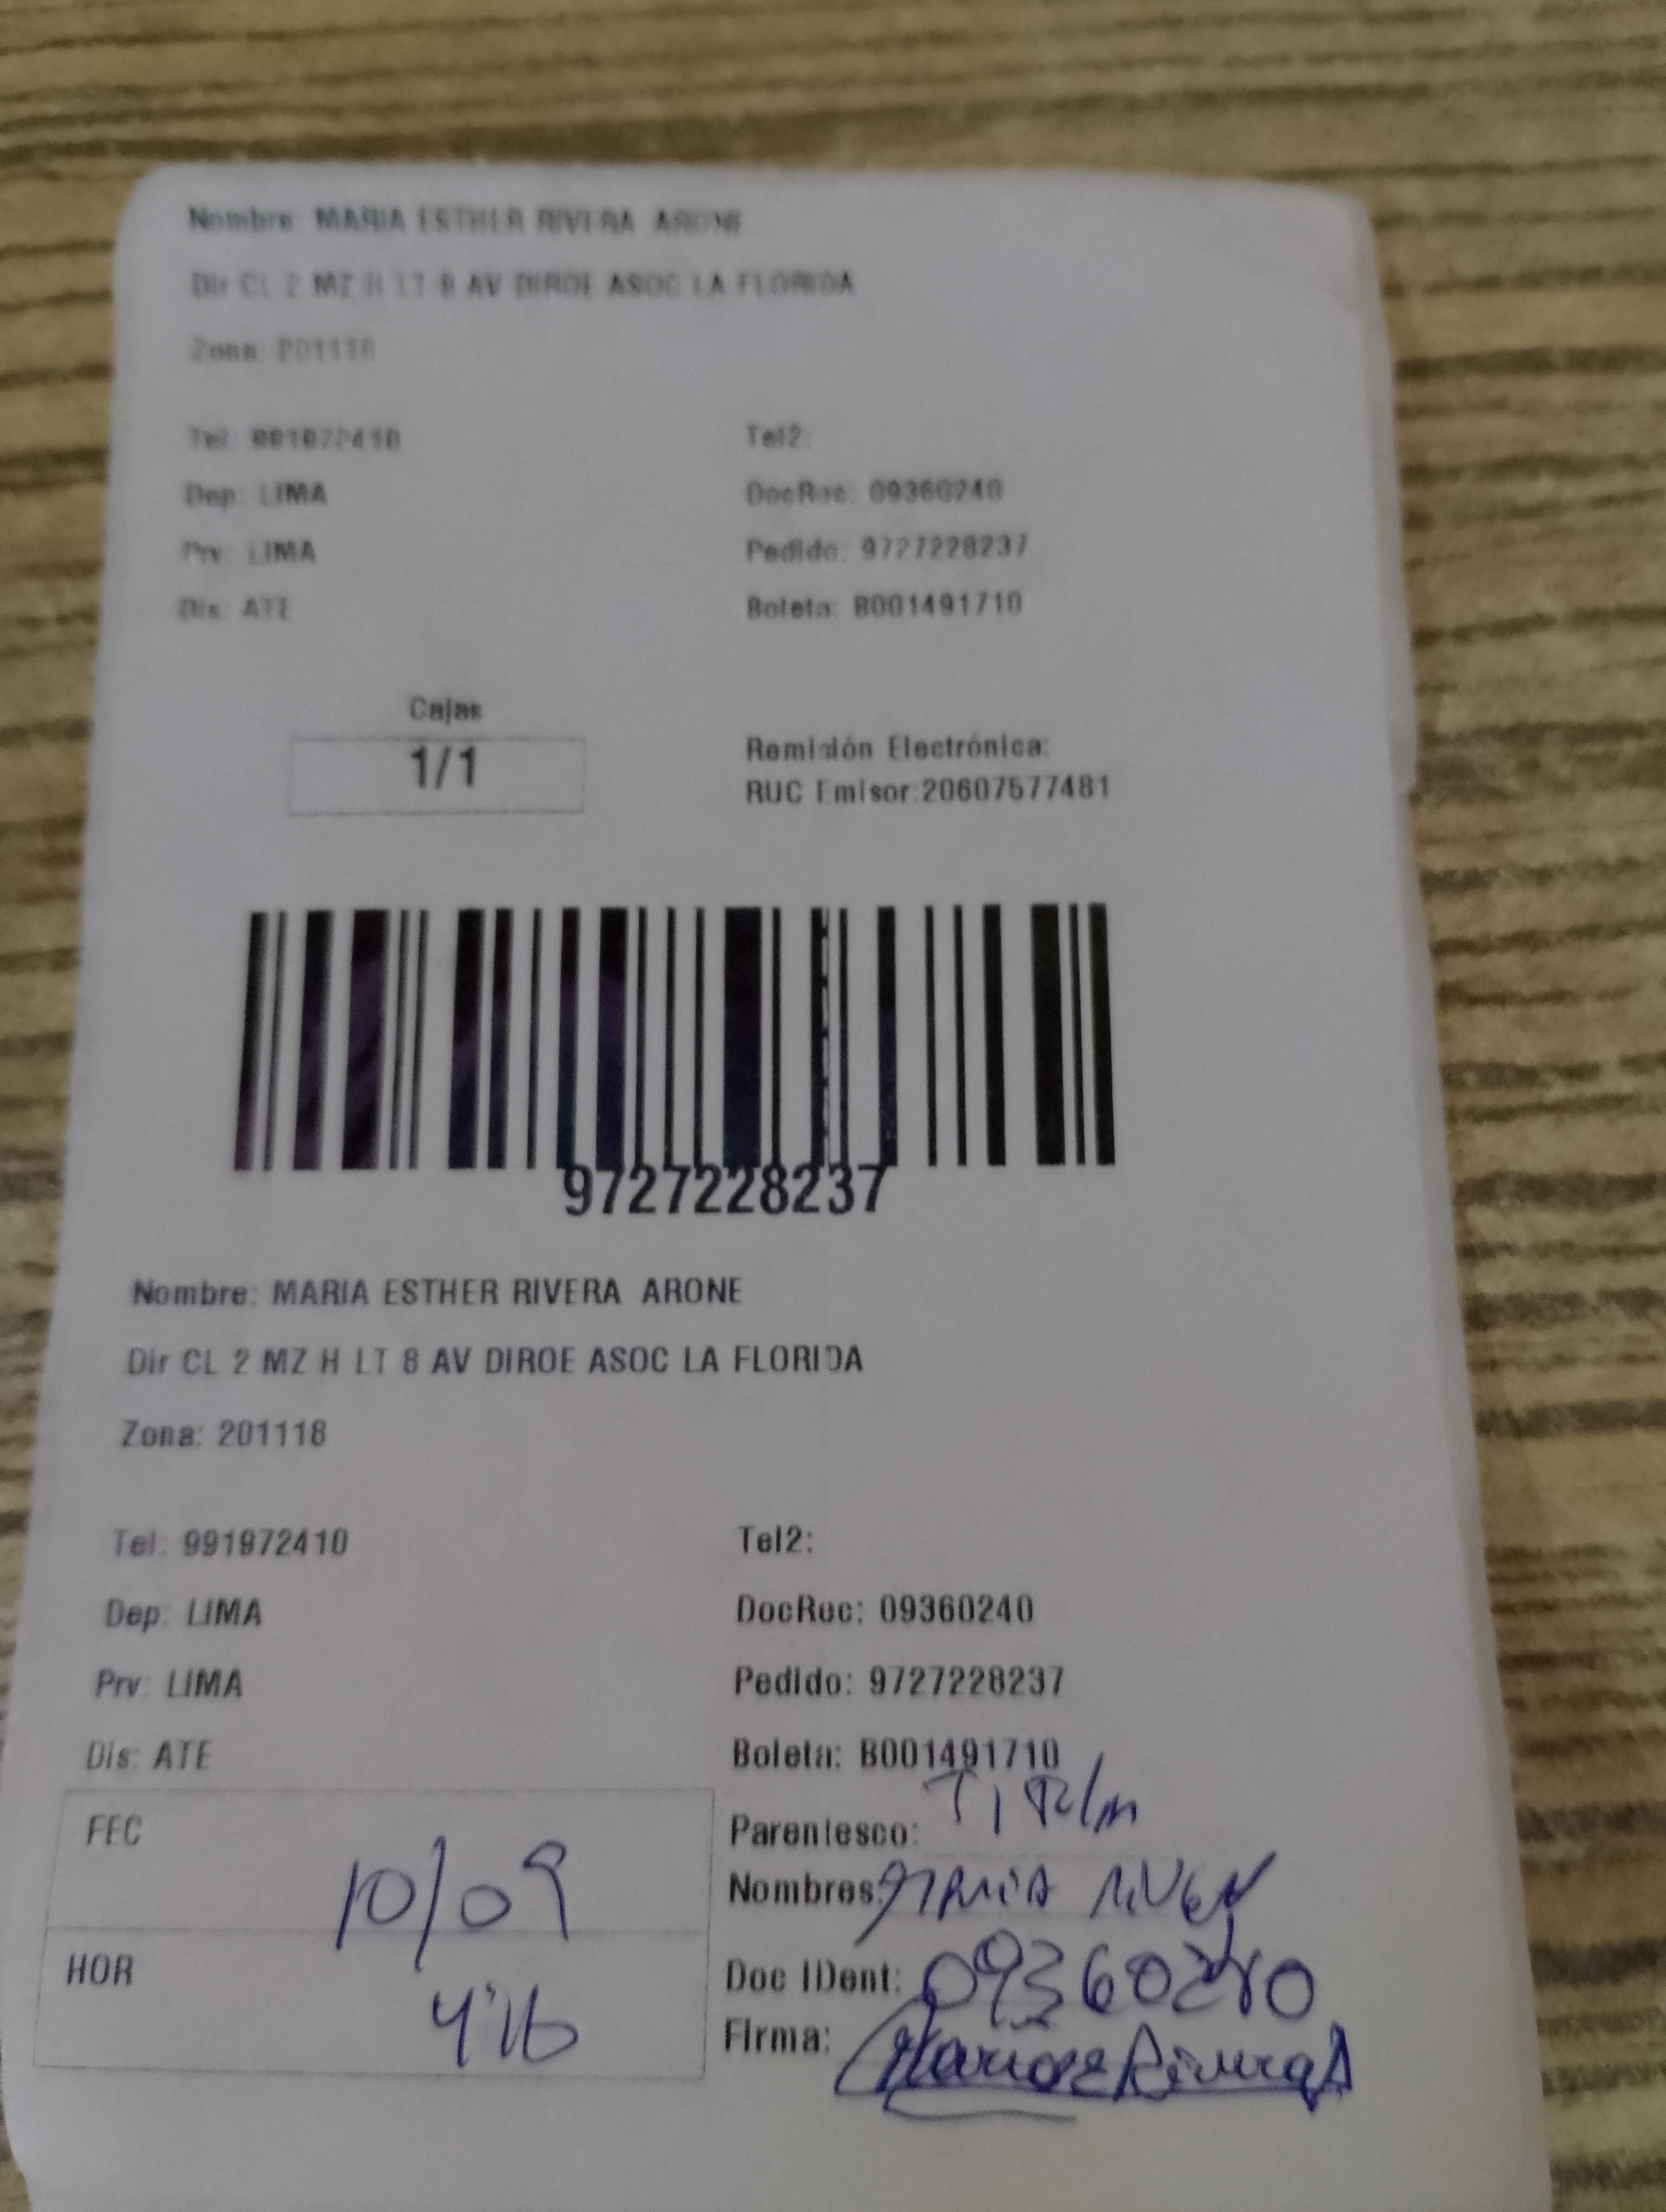 Nombre: MARIA ESTHER RIVERA ARONE
Dir CL 2 MZ H LT 8 AV DIROE ASOC LA FLORIDA
Zona: 201118
Tel: 991972410 Tel2:
Dep: LIMA DocRec: 09360240
Prv: LIMA Pedido: 9727228237
Dis: ATE Boleta: B001491710
Cajas
1/1
Remisión Electrónica:
RUC Emisor:20607577481
9727228237
Nombre: MARIA ESTHER RIVERA ARONE
Dir CL 2 MZ H LT 8 AV DIROE ASOC LA FLORIDA
Zona: 201118
Tel: 991972410 Tel2:
Dep: LIMA DocRec: 09360240
Prv: LIMA Pedido: 9727228237
Dis: ATE Boleta: B001491710
FEC 10/09
Parentesco:
Nombres: MARIA
HOR 4'16
Doc IDent: 09360240
Firma: